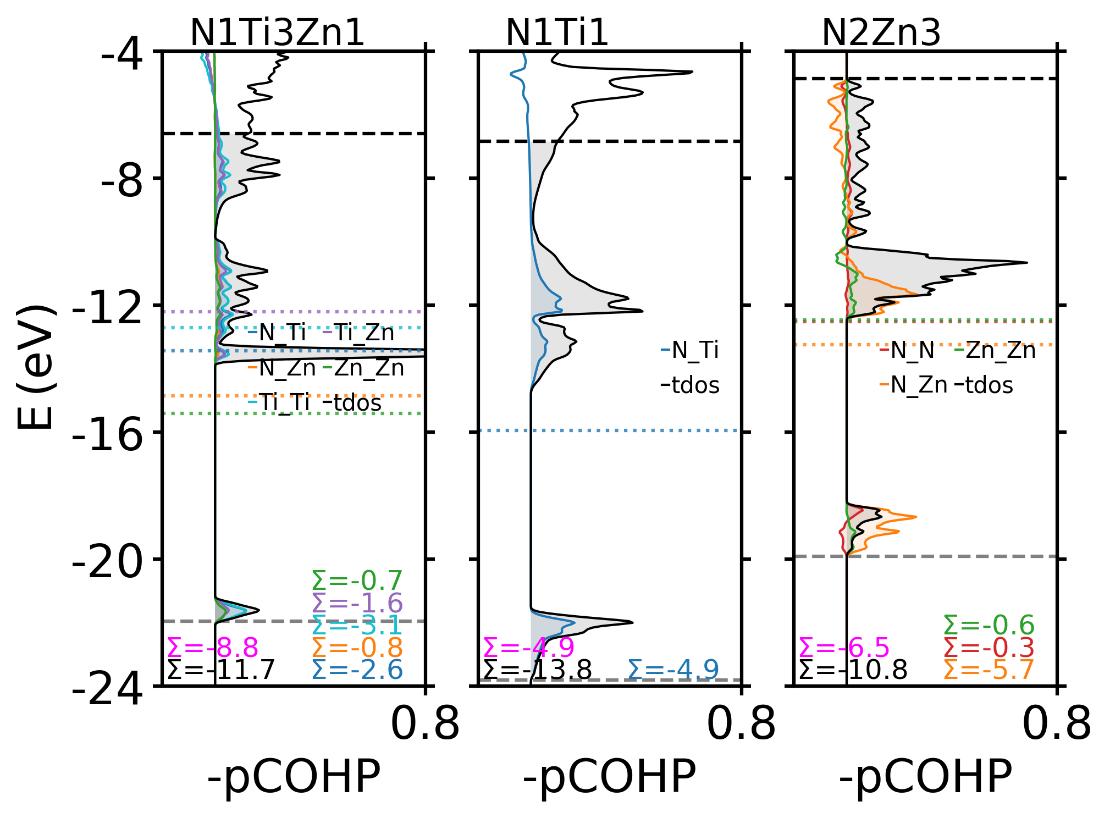 N1Ti3Zn1 N1Ti1 N2Zn3
-4
-8
-12
-16
-20
-24
E (eV)
N_Ti Ti_Zn
N_Zn Zn_Zn
Ti_Ti tdos
Σ=-0.7
Σ=-1.6
Σ=-3.1
Σ=-8.8 Σ=-0.8
Σ=-11.7 Σ=-2.6
0.8
-pCOHP
N_Ti
tdos
Σ=-4.9
Σ=-13.8 Σ=-4.9
0.8
-pCOHP
N_N Zn_Zn
N_Zn tdos
Σ=-0.6
Σ=-6.5 Σ=-0.3
Σ=-10.8 Σ=-5.7
0.8
-pCOHP